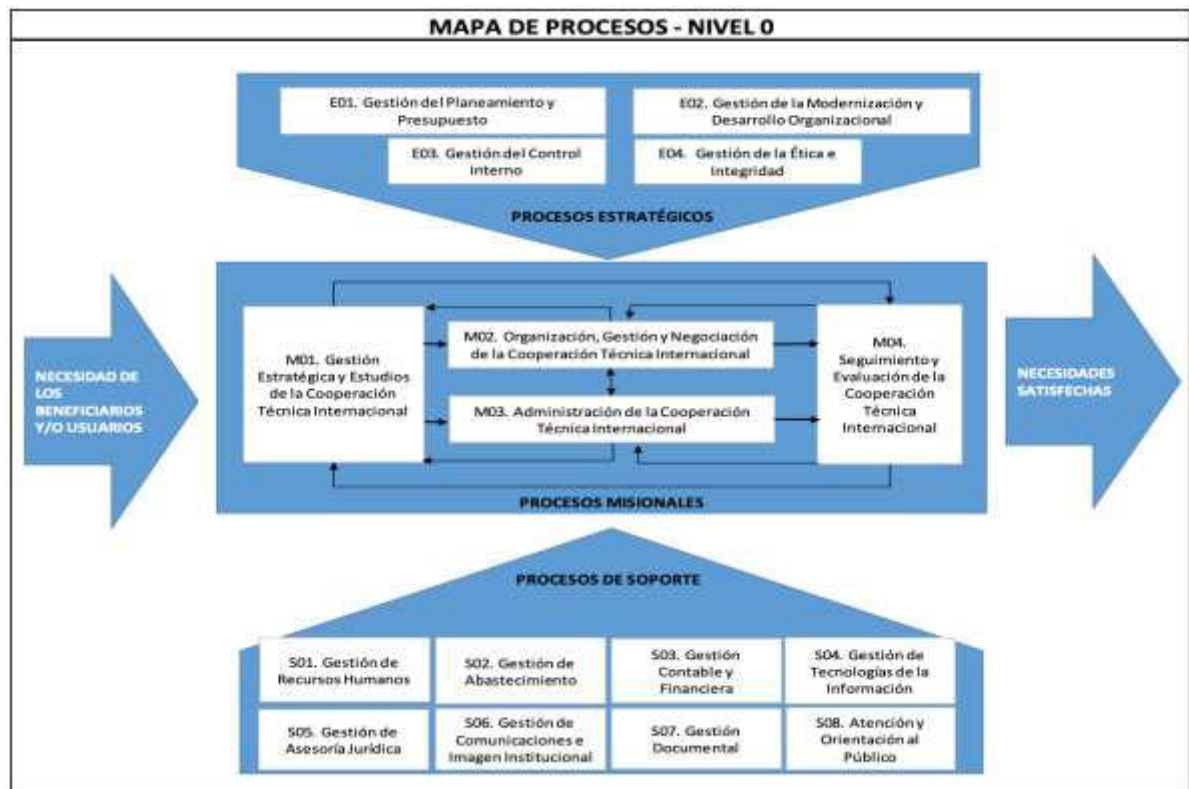 MAPA DE PROCESOS - NIVEL 0
E01. Gestión del Planeamiento y
Presupuesto
E02. Gestión de la Modernización y
Desarrollo Organizacional
E03. Gestión del Control
Interno
E04. Gestión de la Ética e
Integridad
PROCESOS ESTRATÉGICOS
NECESIDAD DE
LOS
BENEFICIARIOS
Y/O USUARIOS
M01. Gestión
Estratégica y Estudios
de la Cooperación
Técnica Internacional
M02. Organización, Gestión y Negociación
de la Cooperación Técnica Internacional
M03. Administración de la Cooperación
Técnica Internacional
M04.
Seguimiento y
Evaluación de la
Cooperación
Técnica
Internacional
NECESIDADES
SATISFECHAS
PROCESOS MISIONALES
PROCESOS DE SOPORTE
S01. Gestión de
Recursos Humanos
S02. Gestión de
Abastecimiento
S03. Gestión
Contable y
Financiera
S04. Gestión de
Tecnologías de la
Información
S05. Gestión de
Asesoría Jurídica
S06. Gestión de
Comunicaciones e
Imagen Institucional
S07. Gestión
Documental
S08. Atención y
Orientación al
Público